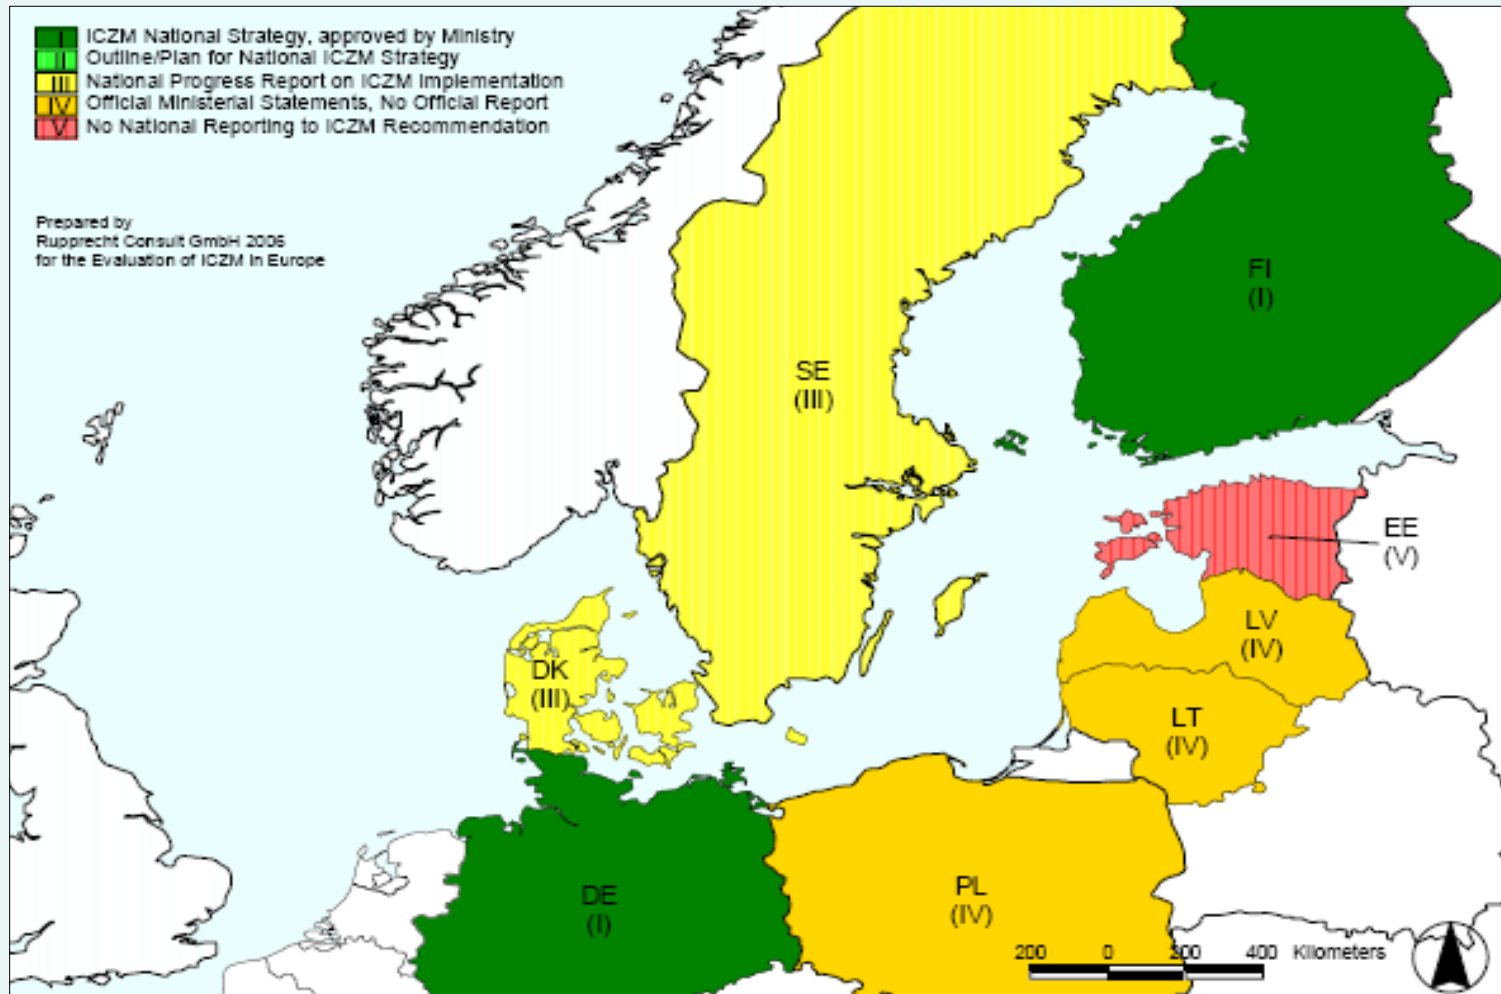 I ICZM National Strategy, approved by Ministry
II Outline/Plan for National ICZM Strategy
III National Progress Report on ICZM Implementation
IV Official Ministerial Statements, No Official Report
V No National Reporting to ICZM Recommendation
Prepared by
Rupprecht Consult GmbH 2006
for the Evaluation of ICZM in Europe
FI
(I)
SE
(III)
EE
(V)
LV
(IV)
DK
(III)
LT
(IV)
PL
(IV)
DE
(I)
200 0 200 400 Kilometers